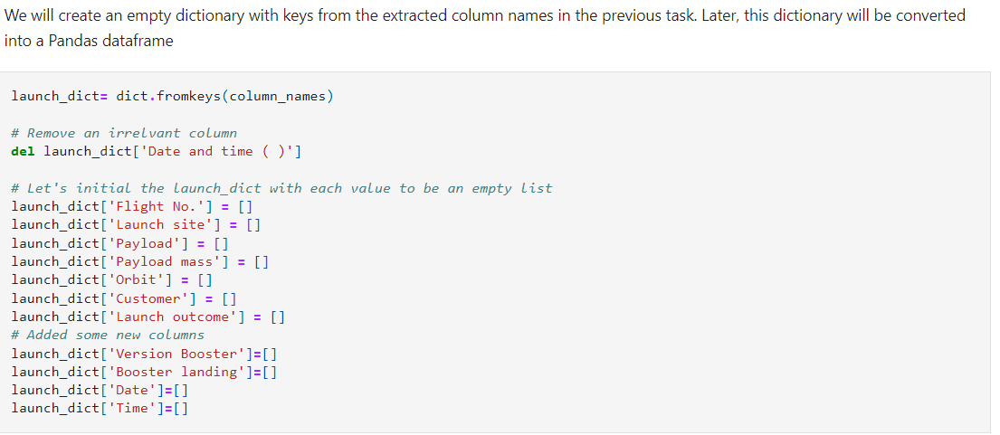 We will create an empty dictionary with keys from the extracted column names in the previous task. Later, this dictionary will be converted
into a Pandas dataframe
launch_dict= dict.fromkeys(column_names)
# Remove an irrelvant column
del launch_dict['Date and time ( )']
# Let's initial the launch_dict with each value to be an empty list
launch_dict['Flight No.'] = []
launch_dict['Launch site'] = []
launch_dict['Payload'] = []
launch_dict['Payload mass'] = []
launch_dict['Orbit'] = []
launch_dict['Customer'] = []
launch_dict['Launch outcome'] = []
# Added some new columns
launch_dict['Version Booster']=[]
launch_dict['Booster landing']=[]
launch_dict['Date']=[]
launch_dict['Time']=[]